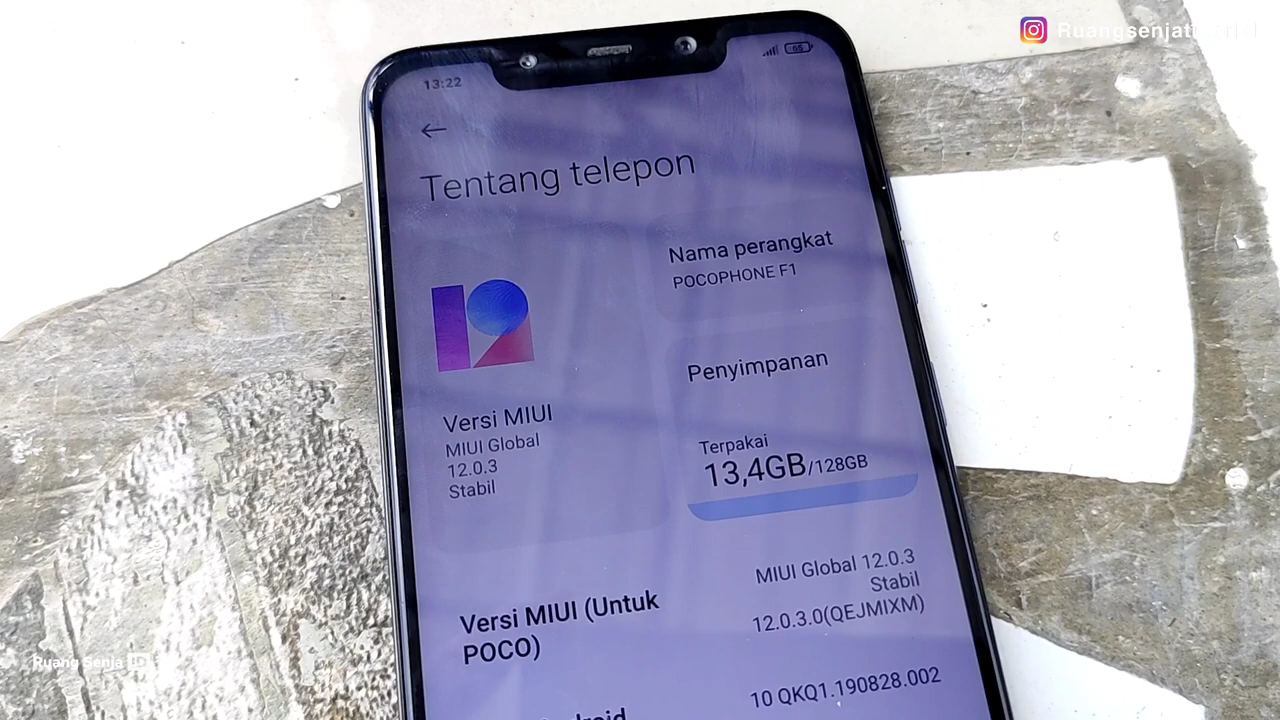 13:22
65
Tentang telepon
Nama perangkat
POCOPHONE F1
Versi MIUI
MIUI Global
12.0.3
Stabil
Penyimpanan
Terpakai
13,4GB/128GB
Versi MIUI (Untuk
POCO)
MIUI Global 12.0.3
Stabil
12.0.3.0(QEJMIXM)
10 QKQ1.190828.002
Ruang Senja